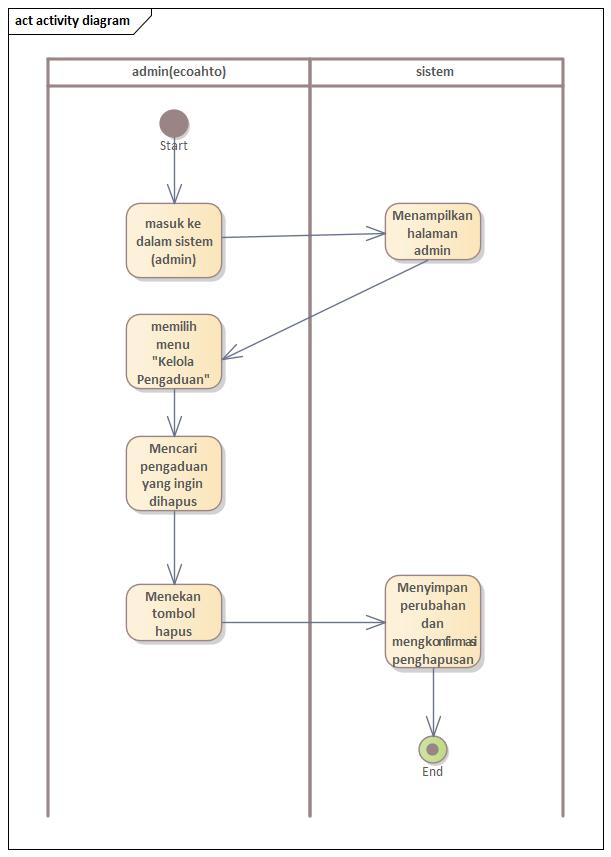 act activity diagram
admin(ecoahto)
sistem
Start
masuk ke
dalam sistem
(admin)
Menampilkan
halaman
admin
memilih
menu
"Kelola
Pengaduan"
Mencari
pengaduan
yang ingin
dihapus
Menekan
tombol
hapus
Menyimpan
perubahan
dan
mengkonfirmasi
penghapusan
End